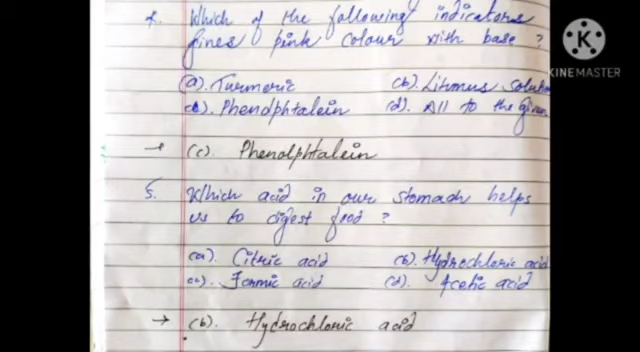 4. Which of the following indicators
gives pink colour with base ?
(a). Turmeric (b). Litmus Solution
(c). Phenolphtalein (d). All to the given
→ (c). Phenolphtalein
5. Which acid in our stomach helps
us to digest food ?
(a). Citric acid (b). Hydrochloric acid
(c). Formic acid (d). Acetic acid
→ (b). Hydrochloric acid
KINEMASTER